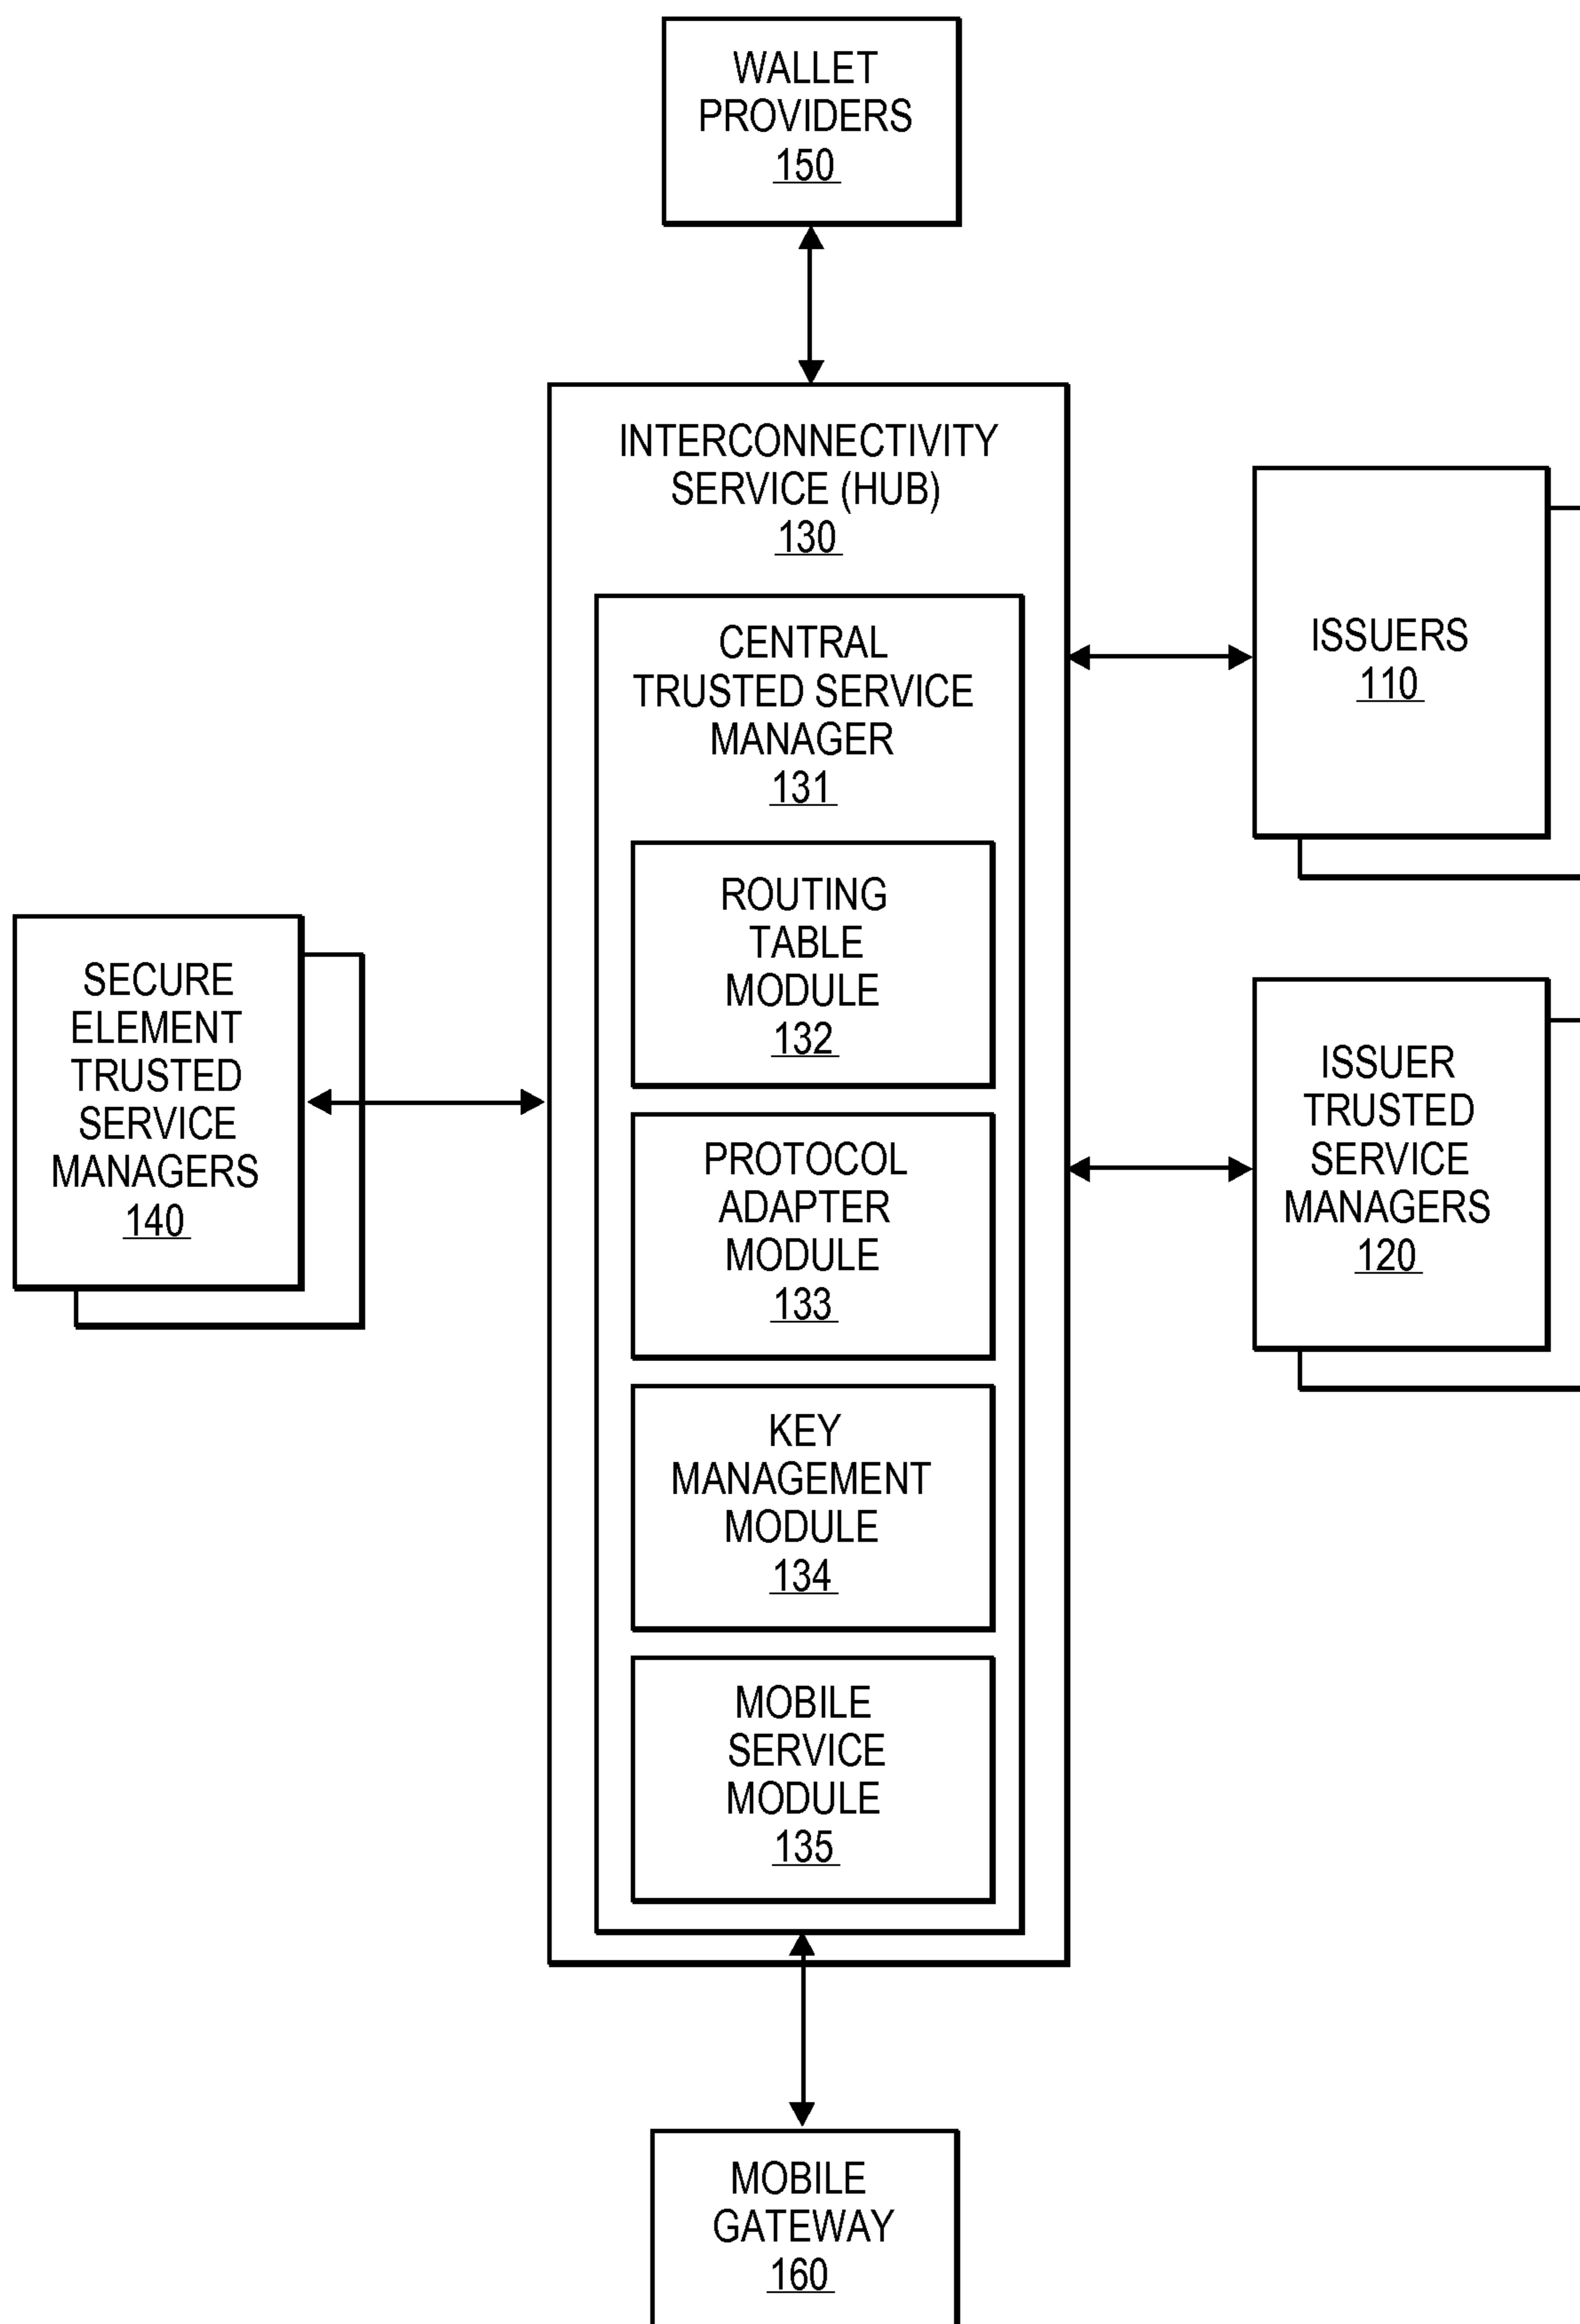 WALLET
PROVIDERS
150
INTERCONNECTIVITY
SERVICE (HUB)
130
CENTRAL
TRUSTED SERVICE
MANAGER
131
ROUTING
TABLE
MODULE
132
PROTOCOL
ADAPTER
MODULE
133
KEY
MANAGEMENT
MODULE
134
MOBILE
SERVICE
MODULE
135
ISSUERS
110
SECURE
ELEMENT
TRUSTED
SERVICE
MANAGERS
140
ISSUER
TRUSTED
SERVICE
MANAGERS
120
MOBILE
GATEWAY
160